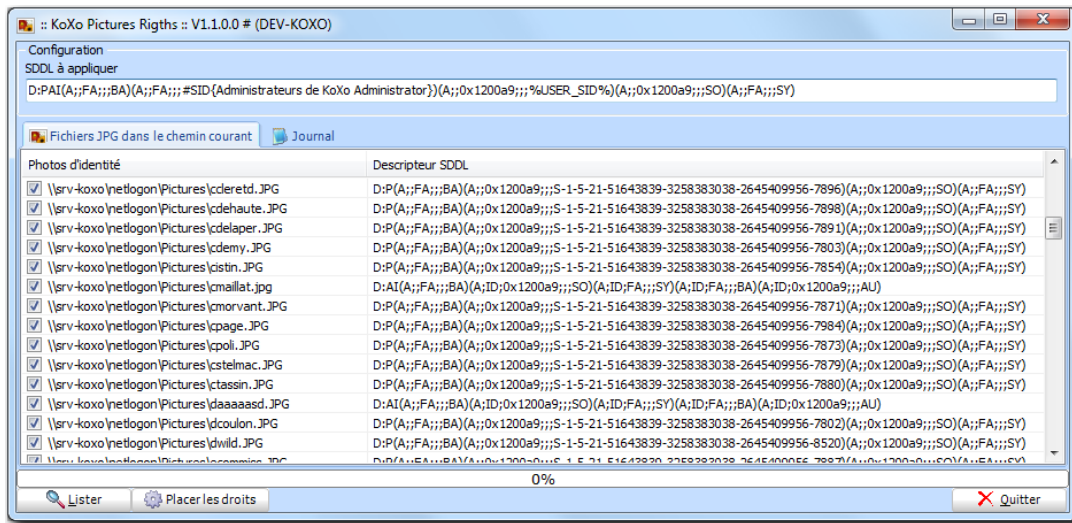 :: KoXo Pictures Rigths :: V1.1.0.0 # (DEV-KOXO)
Configuration
SDDL à appliquer
D:PAI(A;;FA;;;BA)(A;;FA;;;#SID{Administrateurs de KoXo Administrator})(A;;0x1200a9;;;%USER_SID%)(A;;0x1200a9;;;SO)(A;;FA;;;SY)
Fichiers JPG dans le chemin courant Journal
Photos d'identité Descripteur SDDL
\\srv-koxo\netlogon\Pictures\cderetd.JPG D:P(A;;FA;;;BA)(A;;0x1200a9;;;S-1-5-21-51643839-3258383038-2645409956-7896)(A;;0x1200a9;;;SO)(A;;FA;;;SY)
\\srv-koxo\netlogon\Pictures\cdehaute.JPG D:P(A;;FA;;;BA)(A;;0x1200a9;;;S-1-5-21-51643839-3258383038-2645409956-7898)(A;;0x1200a9;;;SO)(A;;FA;;;SY)
\\srv-koxo\netlogon\Pictures\cdelaper.JPG D:P(A;;FA;;;BA)(A;;0x1200a9;;;S-1-5-21-51643839-3258383038-2645409956-7891)(A;;0x1200a9;;;SO)(A;;FA;;;SY)
\\srv-koxo\netlogon\Pictures\cdemy.JPG D:P(A;;FA;;;BA)(A;;0x1200a9;;;S-1-5-21-51643839-3258383038-2645409956-7803)(A;;0x1200a9;;;SO)(A;;FA;;;SY)
\\srv-koxo\netlogon\Pictures\cistin.JPG D:P(A;;FA;;;BA)(A;;0x1200a9;;;S-1-5-21-51643839-3258383038-2645409956-7854)(A;;0x1200a9;;;SO)(A;;FA;;;SY)
\\srv-koxo\netlogon\Pictures\cmaillat.jpg D:AI(A;;FA;;;BA)(A;ID;0x1200a9;;;SO)(A;ID;FA;;;SY)(A;ID;FA;;;BA)(A;ID;0x1200a9;;;AU)
\\srv-koxo\netlogon\Pictures\cmorvant.JPG D:P(A;;FA;;;BA)(A;;0x1200a9;;;S-1-5-21-51643839-3258383038-2645409956-7871)(A;;0x1200a9;;;SO)(A;;FA;;;SY)
\\srv-koxo\netlogon\Pictures\cpage.JPG D:P(A;;FA;;;BA)(A;;0x1200a9;;;S-1-5-21-51643839-3258383038-2645409956-7984)(A;;0x1200a9;;;SO)(A;;FA;;;SY)
\\srv-koxo\netlogon\Pictures\cpoli.JPG D:P(A;;FA;;;BA)(A;;0x1200a9;;;S-1-5-21-51643839-3258383038-2645409956-7873)(A;;0x1200a9;;;SO)(A;;FA;;;SY)
\\srv-koxo\netlogon\Pictures\cstelmac.JPG D:P(A;;FA;;;BA)(A;;0x1200a9;;;S-1-5-21-51643839-3258383038-2645409956-7879)(A;;0x1200a9;;;SO)(A;;FA;;;SY)
\\srv-koxo\netlogon\Pictures\ctassin.JPG D:P(A;;FA;;;BA)(A;;0x1200a9;;;S-1-5-21-51643839-3258383038-2645409956-7880)(A;;0x1200a9;;;SO)(A;;FA;;;SY)
\\srv-koxo\netlogon\Pictures\daaaaasd.JPG D:AI(A;;FA;;;BA)(A;ID;0x1200a9;;;SO)(A;ID;FA;;;SY)(A;ID;FA;;;BA)(A;ID;0x1200a9;;;AU)
\\srv-koxo\netlogon\Pictures\dcoulon.JPG D:P(A;;FA;;;BA)(A;;0x1200a9;;;S-1-5-21-51643839-3258383038-2645409956-7802)(A;;0x1200a9;;;SO)(A;;FA;;;SY)
\\srv-koxo\netlogon\Pictures\dwild.JPG D:P(A;;FA;;;BA)(A;;0x1200a9;;;S-1-5-21-51643839-3258383038-2645409956-8520)(A;;0x1200a9;;;SO)(A;;FA;;;SY)
0%
Lister Placer les droits Quitter